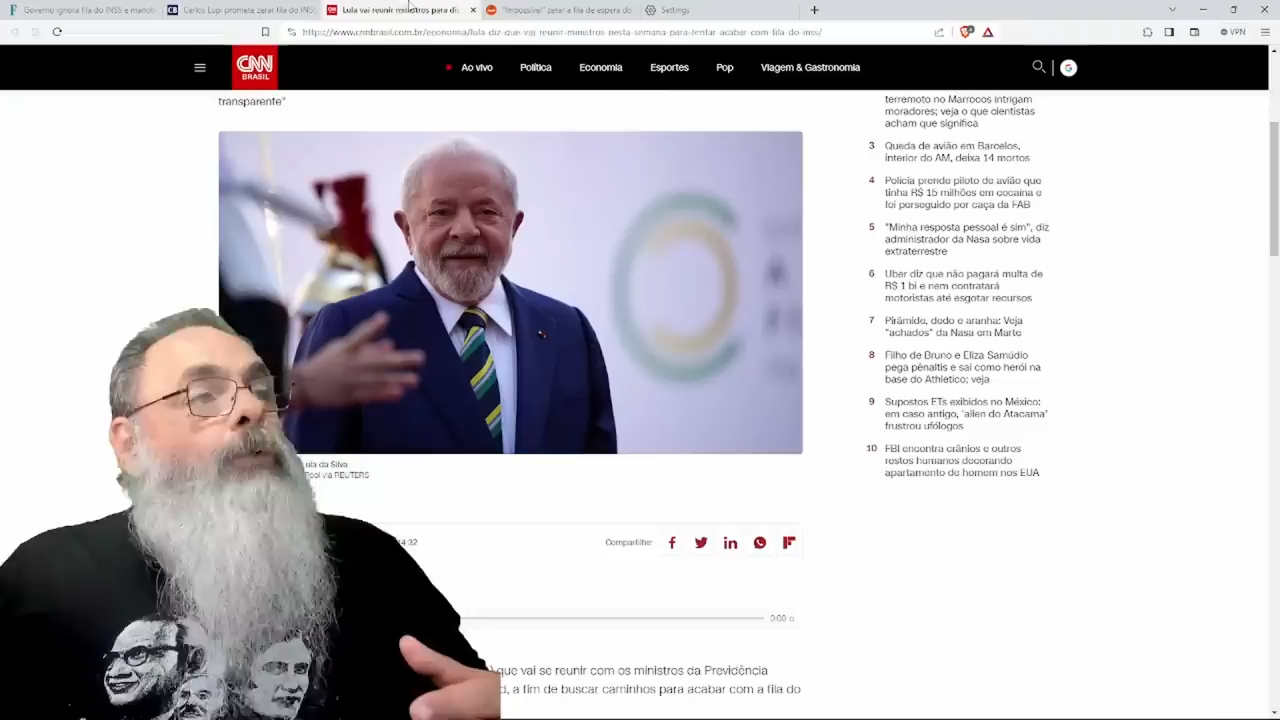 Governo ignora fila do INSS e mantém
Carlos Lupi promete zerar fila do INSS
Lula vai reunir ministros para di
"Impossível" zerar a fila de espera do
Settings
https://www.cnnbrasil.com.br/economia/lula-diz-que-vai-reunir-ministros-nesta-semana-para-tentar-acabar-com-fila-do-inss/
VPN
CNN
BRASIL
Ao vivo
Política
Economia
Esportes
Pop
Viagem & Gastronomia
G
transparente"
terremoto no Marrocos intrigam
moradores; veja o que cientistas
acham que significa
3 Queda de avião em Barcelos,
interior do AM, deixa 14 mortos
4 Polícia prende piloto de avião que
tinha R$ 15 milhões em cocaína e
foi perseguido por caça da FAB
5 "Minha resposta pessoal é sim", diz
administrador da Nasa sobre vida
extraterrestre
6 Uber diz que não pagará multa de
R$ 1 bi e nem contratará
motoristas até esgotar recursos
7 Pirâmide, dedo e aranha: Veja
"achados" da Nasa em Marte
8 Filho de Bruno e Eliza Samúdio
pega pênaltis e sai como herói na
base do Athletico; veja
9 Supostos ETs exibidos no México:
em caso antigo, 'alien do Atacama'
frustrou ufólogos
10 FBI encontra crânios e outros
restos humanos decorando
apartamento de homem nos EUA
ula da Silva
Pool via REUTERS
4:32
Compartilhe:
0:00
que vai se reunir com os ministros da Previdência
d, a fim de buscar caminhos para acabar com a fila do